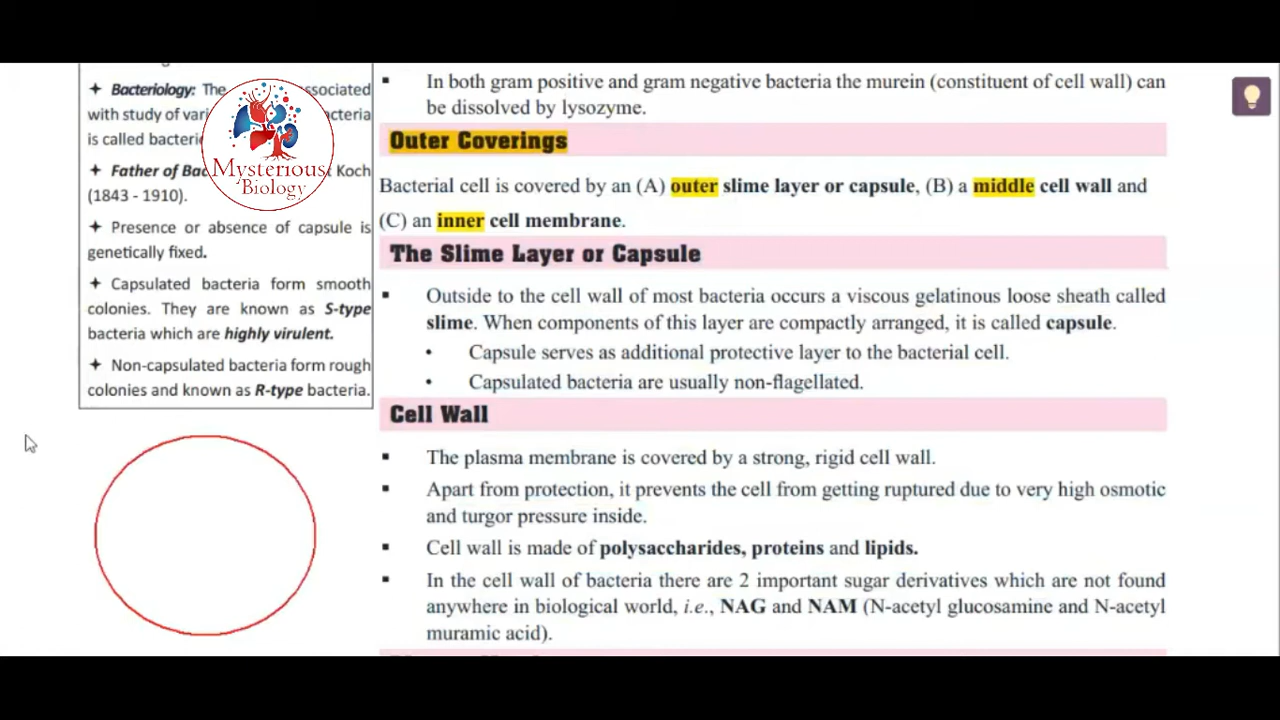 ✦ Bacteriology: The ssociated
with study of vari bacteria
is called bacteri
✦ Father of Bac Koch
(1843 - 1910).
✦ Presence or absence of capsule is
genetically fixed.
✦ Capsulated bacteria form smooth
colonies. They are known as S-type
bacteria which are highly virulent.
✦ Non-capsulated bacteria form rough
colonies and known as R-type bacteria.
Mysterious
Biology
▪ In both gram positive and gram negative bacteria the murein (constituent of cell wall) can
be dissolved by lysozyme.
Outer Coverings
Bacterial cell is covered by an (A) outer slime layer or capsule, (B) a middle cell wall and
(C) an inner cell membrane.
The Slime Layer or Capsule
▪ Outside to the cell wall of most bacteria occurs a viscous gelatinous loose sheath called
slime. When components of this layer are compactly arranged, it is called capsule.
• Capsule serves as additional protective layer to the bacterial cell.
• Capsulated bacteria are usually non-flagellated.
Cell Wall
▪ The plasma membrane is covered by a strong, rigid cell wall.
▪ Apart from protection, it prevents the cell from getting ruptured due to very high osmotic
and turgor pressure inside.
▪ Cell wall is made of polysaccharides, proteins and lipids.
▪ In the cell wall of bacteria there are 2 important sugar derivatives which are not found
anywhere in biological world, i.e., NAG and NAM (N-acetyl glucosamine and N-acetyl
muramic acid).